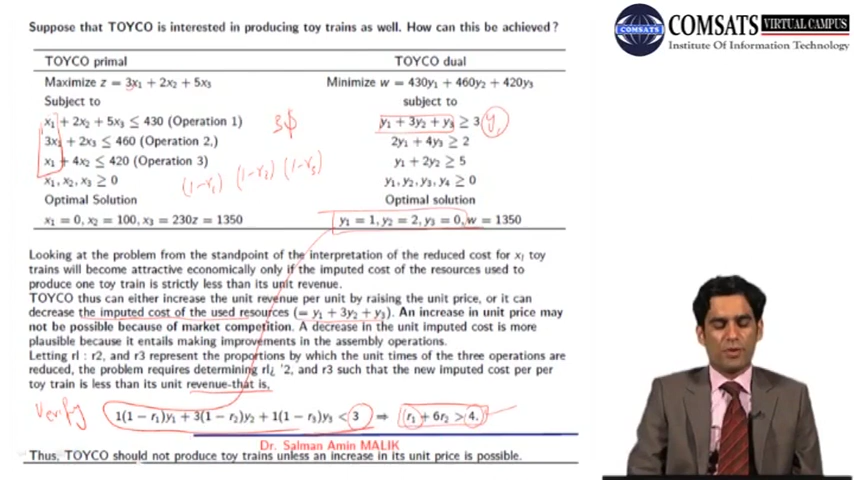 Suppose that TOYCO is interested in producing toy trains as well. How can this be achieved?
COMSATS VIRTUAL CAMPUS
Institute Of Information Technology
TOYCO primal TOYCO dual
Maximize z = 3x₁ + 2x₂ + 5x₃ Minimize w = 430y₁ + 460y₂ + 420y₃
Subject to subject to
x₁ + 2x₂ + 5x₃ ≤ 430 (Operation 1) 3 y₁ + 3y₂ + y₃ ≥ 3 y₁
3x₁ + 2x₃ ≤ 460 (Operation 2,) 2y₁ + 4y₃ ≥ 2
x₁ + 4x₂ ≤ 420 (Operation 3) y₁ + 2y₂ ≥ 5
x₁, x₂, x₃ ≥ 0 (1-r₁) (1-r₂) (1-r₃) y₁, y₂, y₃, y₄ ≥ 0
Optimal Solution Optimal solution
x₁ = 0, x₂ = 100, x₃ = 230z = 1350 y₁ = 1, y₂ = 2, y₃ = 0, w = 1350
Looking at the problem from the standpoint of the interpretation of the reduced cost for x₁ toy
trains will become attractive economically only if the imputed cost of the resources used to
produce one toy train is strictly less than its unit revenue.
TOYCO thus can either increase the unit revenue per unit by raising the unit price, or it can
decrease the imputed cost of the used resources (= y₁ + 3y₂ + y₃). An increase in unit price may
not be possible because of market competition. A decrease in the unit imputed cost is more
plausible because it entails making improvements in the assembly operations.
Letting rl : r2, and r3 represent the proportions by which the unit times of the three operations are
reduced, the problem requires determining rl¿ '2, and r3 such that the new imputed cost per per
toy train is less than its unit revenue-that is,
Verify 1(1 − r₁)y₁ + 3(1 − r₂)y₂ + 1(1 − r₃)y₃ < 3 ⇒ r₁ + 6r₂ > 4.
Dr. Salman Amin MALIK
Thus, TOYCO should not produce toy trains unless an increase in its unit price is possible.